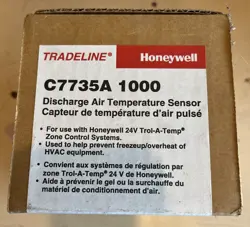 TRADELINE® Honeywell
C7735A 1000
Discharge Air Temperature Sensor
Capteur de température d'air pulsé
• For use with Honeywell 24V Trol-A-Temp®
Zone Control Systems.
• Used to help prevent freezeup/overheat of
HVAC equipment.
• Convient aux systèmes de régulation par
zone Trol-A-Temp® 24 V de Honeywell.
• Aide à prévenir le gel ou la surchauffe du
matériel de conditionnement d'air.